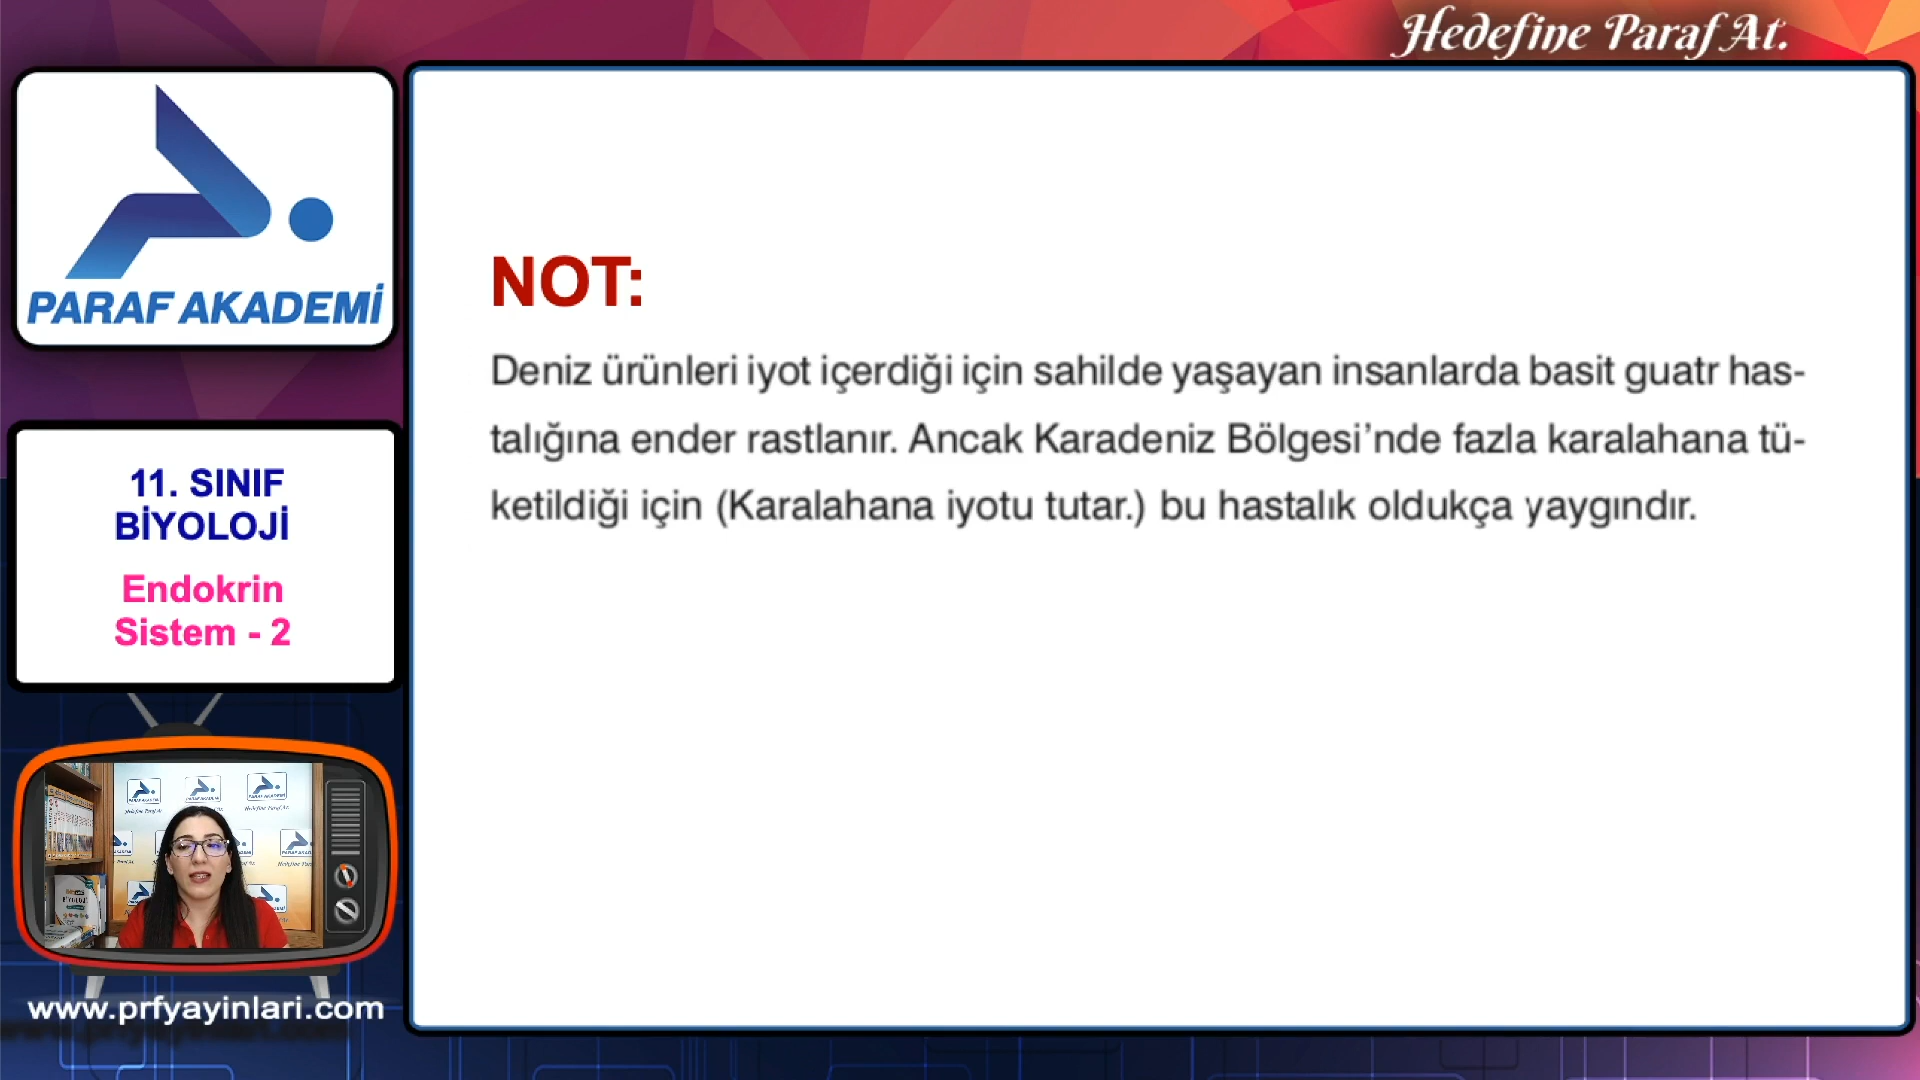 Hedefine Paraf At.
PARAF AKADEMİ
11. SINIF
BİYOLOJİ
Endokrin
Sistem - 2
www.prfyayinlari.com
NOT:
Deniz ürünleri iyot içerdiği için sahilde yaşayan insanlarda basit guatr has-
talığına ender rastlanır. Ancak Karadeniz Bölgesi'nde fazla karalahana tü-
ketildiği için (Karalahana iyotu tutar.) bu hastalık oldukça yaygındır.